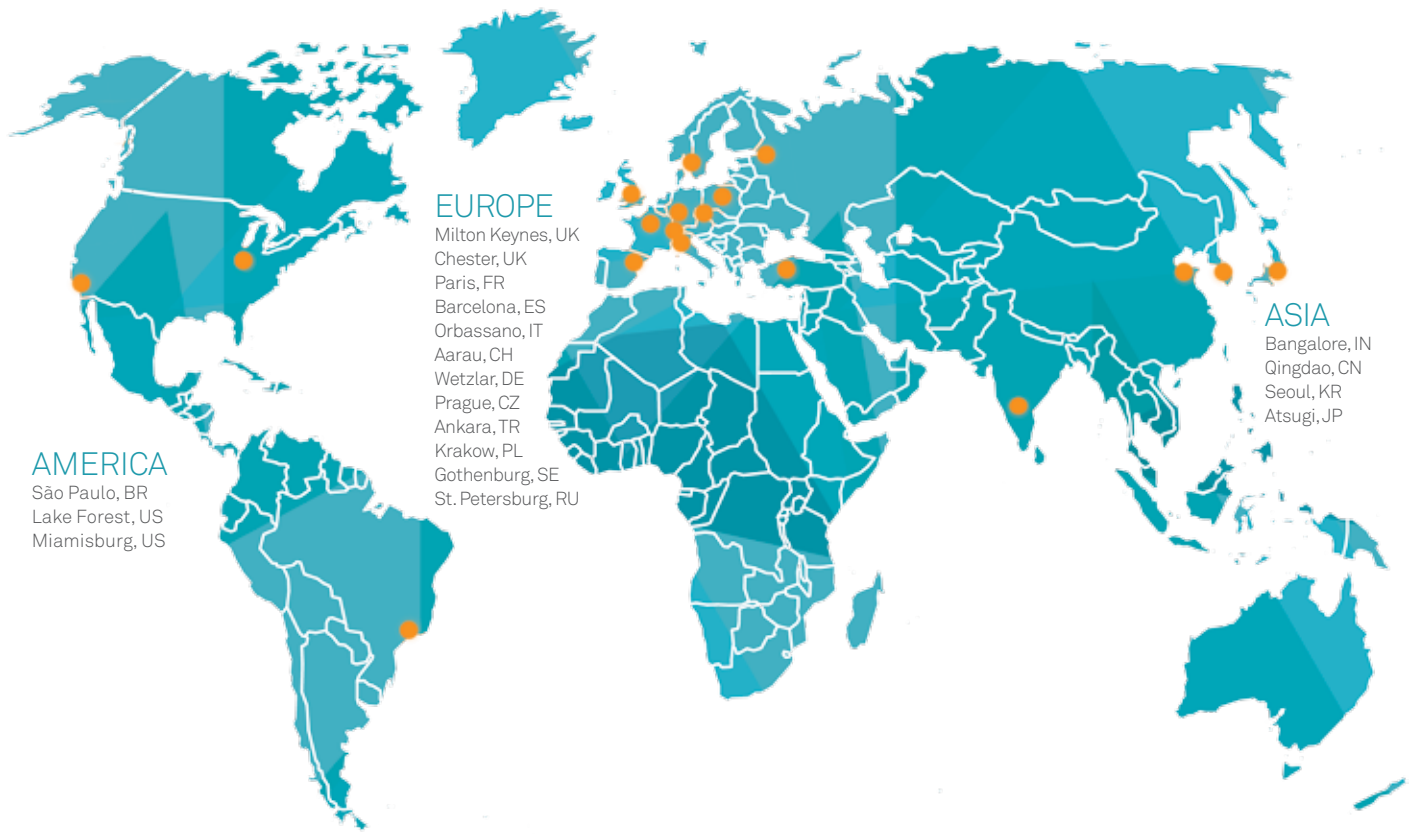 EUROPE
Milton Keynes, UK
Chester, UK
Paris, FR
Barcelona, ES
Orbassano, IT
Aarau, CH
Wetzlar, DE
Prague, CZ
Ankara, TR
Krakow, PL
Gothenburg, SE
St. Petersburg, RU
ASIA
Bangalore, IN
Qingdao, CN
Seoul, KR
Atsugi, JP
AMERICA
São Paulo, BR
Lake Forest, US
Miamisburg, US